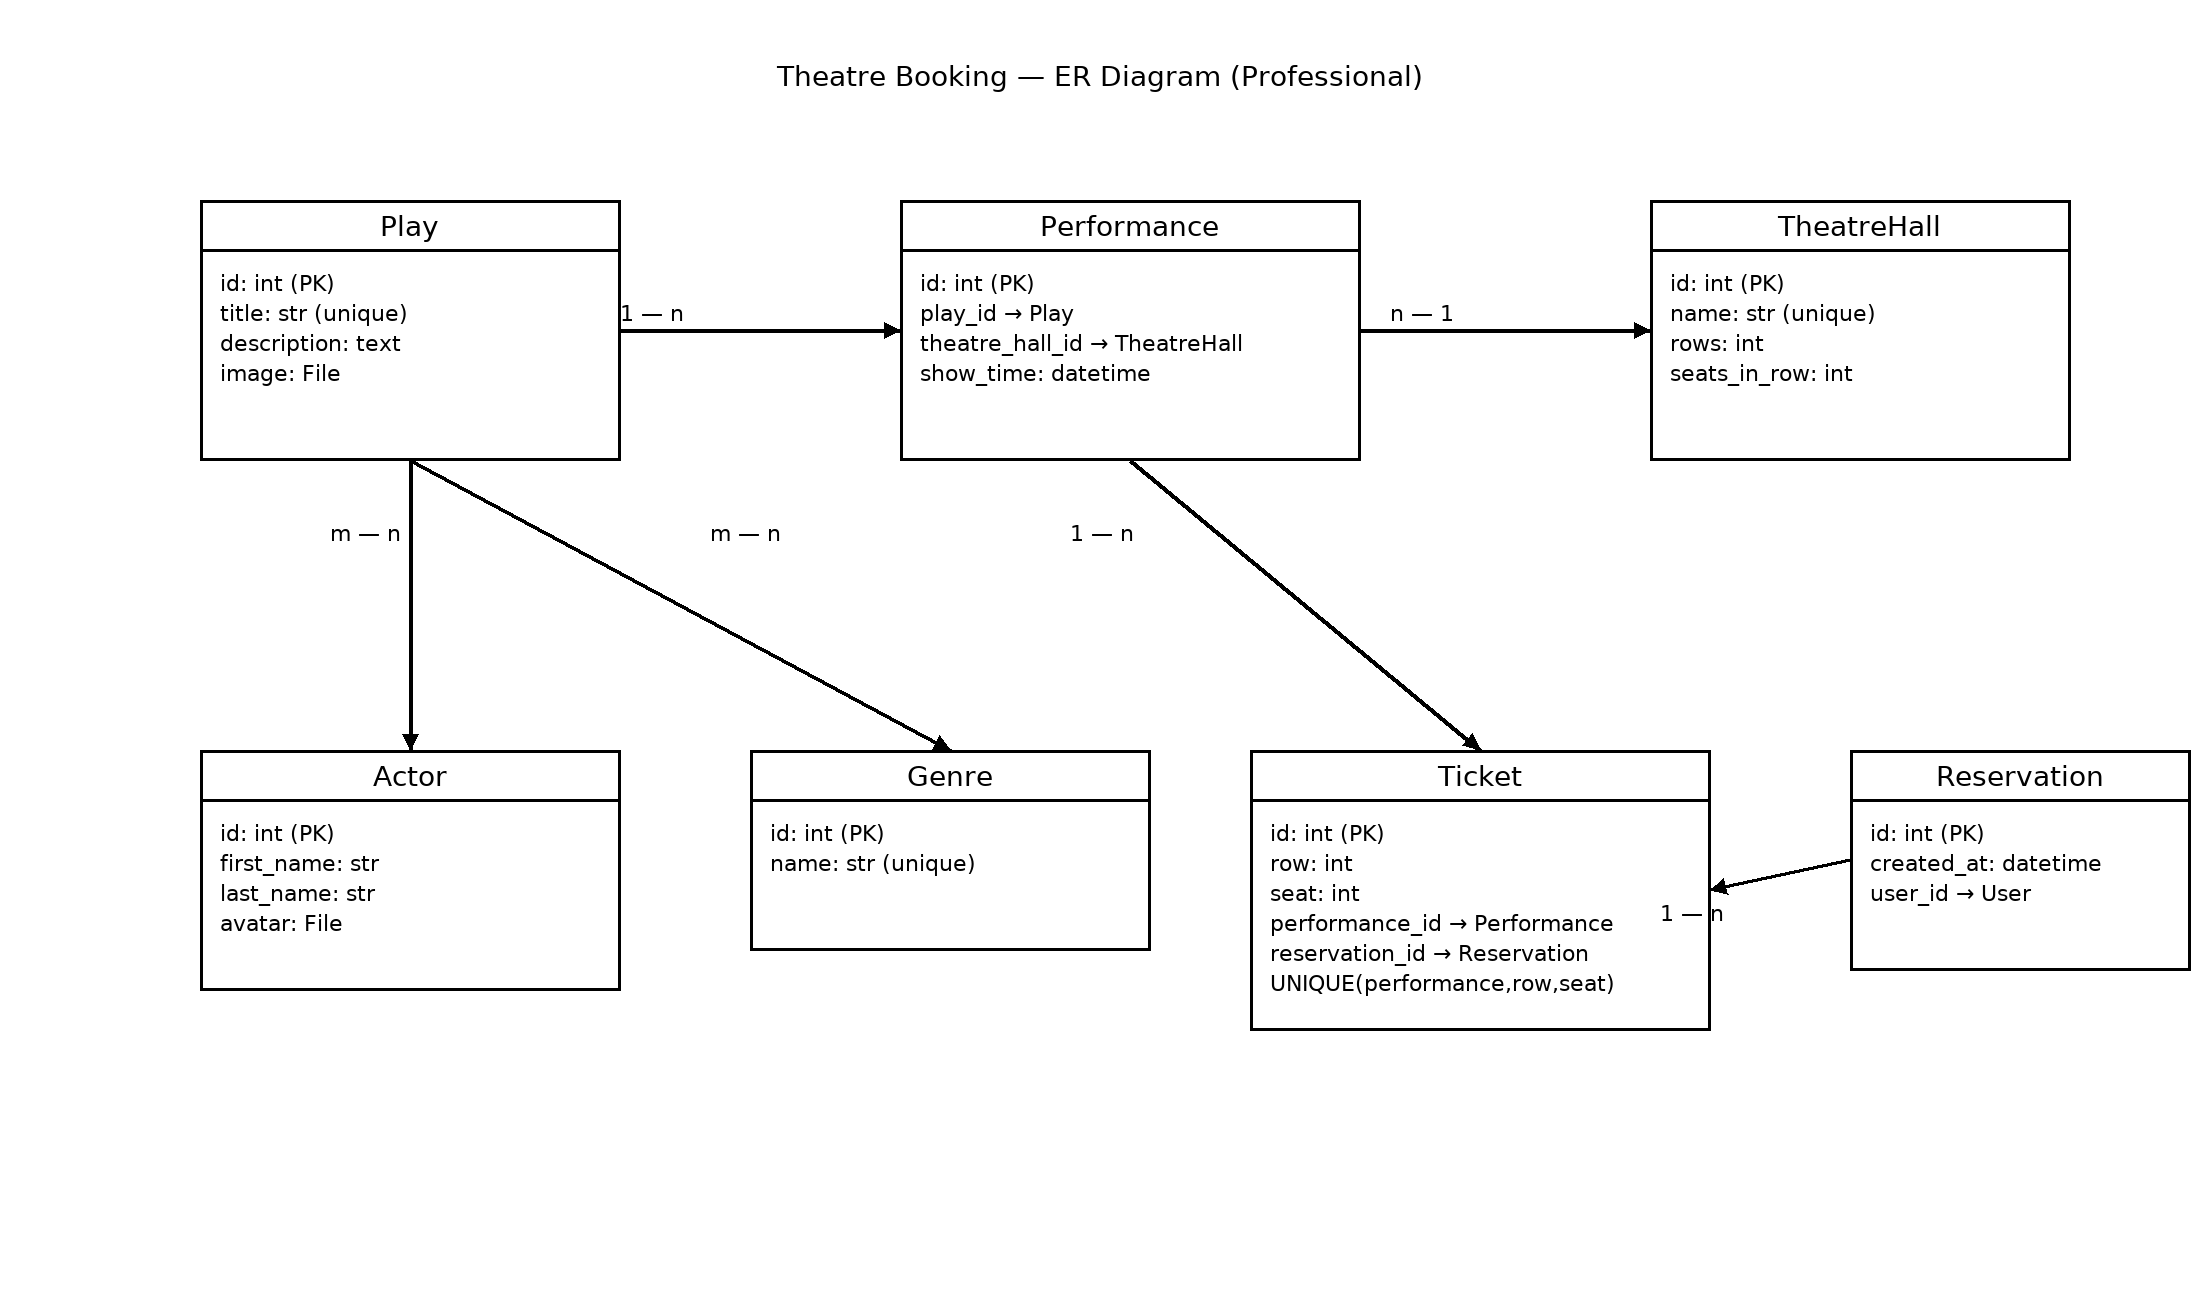 Theatre Booking — ER Diagram (Professional)
Play
id: int (PK)
title: str (unique)
description: text
image: File
1 — n
Performance
id: int (PK)
play_id → Play
theatre_hall_id → TheatreHall
show_time: datetime
n — 1
TheatreHall
id: int (PK)
name: str (unique)
rows: int
seats_in_row: int
m — n
m — n
1 — n
Actor
id: int (PK)
first_name: str
last_name: str
avatar: File
Genre
id: int (PK)
name: str (unique)
Ticket
id: int (PK)
row: int
seat: int
performance_id → Performance
reservation_id → Reservation
UNIQUE(performance,row,seat)
1 — n
Reservation
id: int (PK)
created_at: datetime
user_id → User